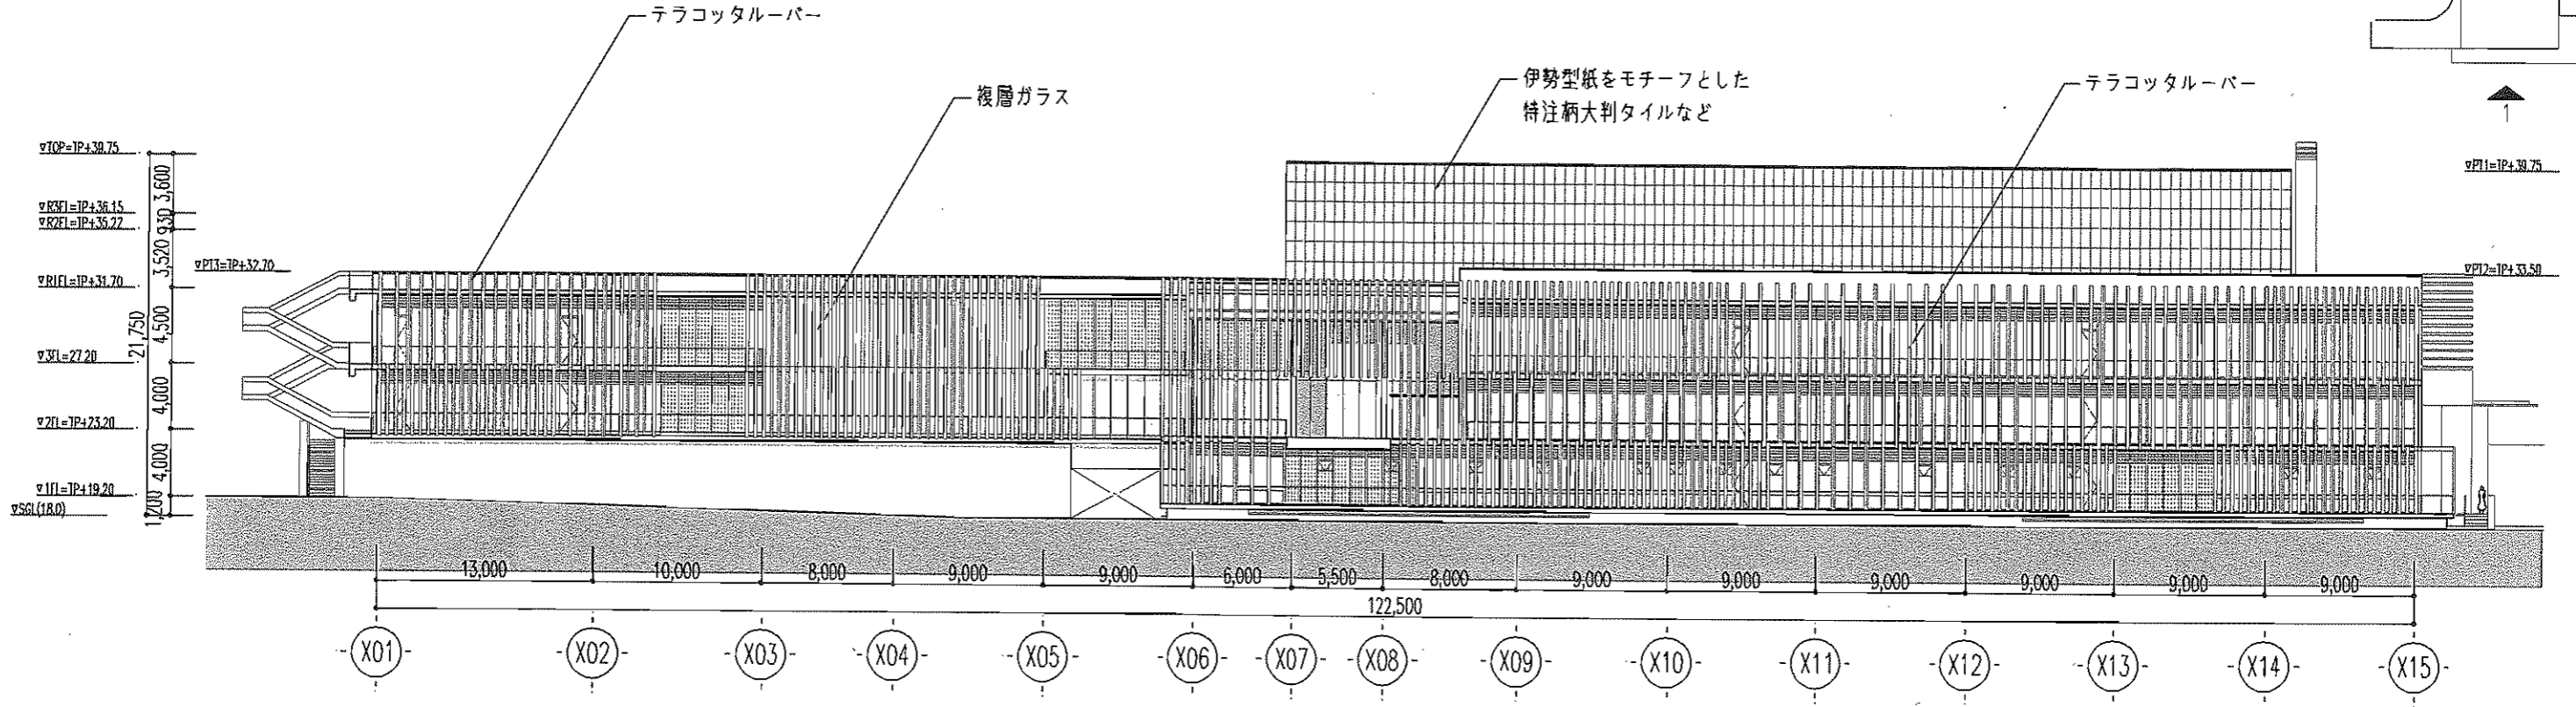 テラコッタルーバー
複層ガラス
伊勢型紙をモチーフとした
特注柄大判タイルなど
テラコッタルーバー
1
▽TOP=TP+39.75
▽R3FL=TP+36.15
▽R2FL=TP+35.22
▽PT3=TP+32.70
▽R1FL=TP+31.70
▽3FL=27.20
▽2FL=TP+23.20
▽1FL=TP+19.20
▽SGL(18.0)
3,600
930
3,520
4,500
4,000
4,000
1,200
21,750
▽PT1=TP+39.75
▽PT2=TP+33.50
13,000 10,000 8,000 9,000 9,000 6,000 5,500 8,000 9,000 9,000 9,000 9,000 9,000 9,000
122,500
X01 X02 X03 X04 X05 X06 X07 X08 X09 X10 X11 X12 X13 X14 X15